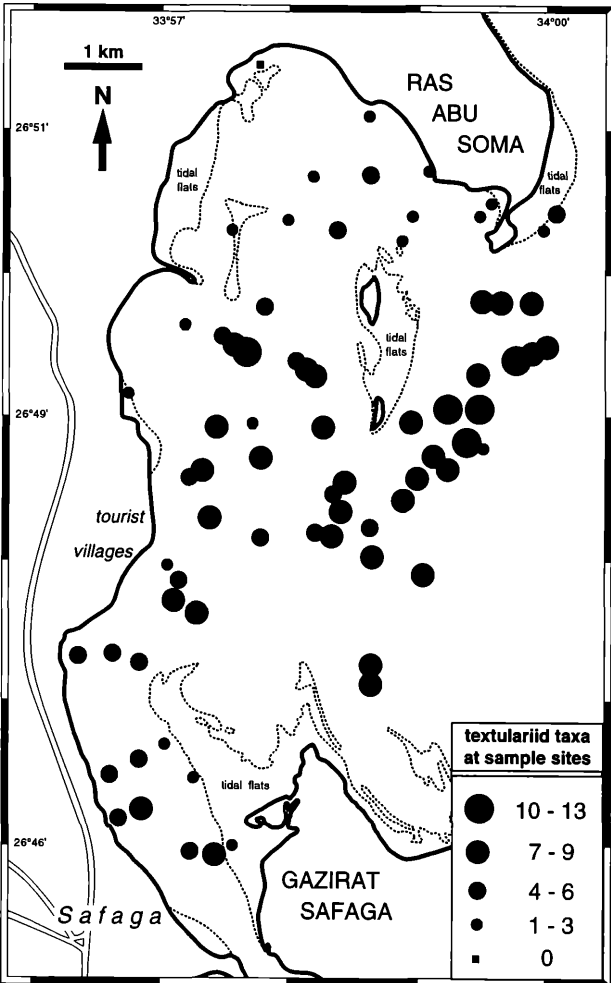 33°57'
34°00'
1 km
N
RAS
ABU
SOMA
26°51'
tidal
flats
tidal
flats
tidal
flats
26°49'
tourist
villages
textulariid taxa
at sample sites
10 - 13
7 - 9
4 - 6
1 - 3
0
tidal flats
26°46'
GAZIRAT
SAFAGA
Safaga